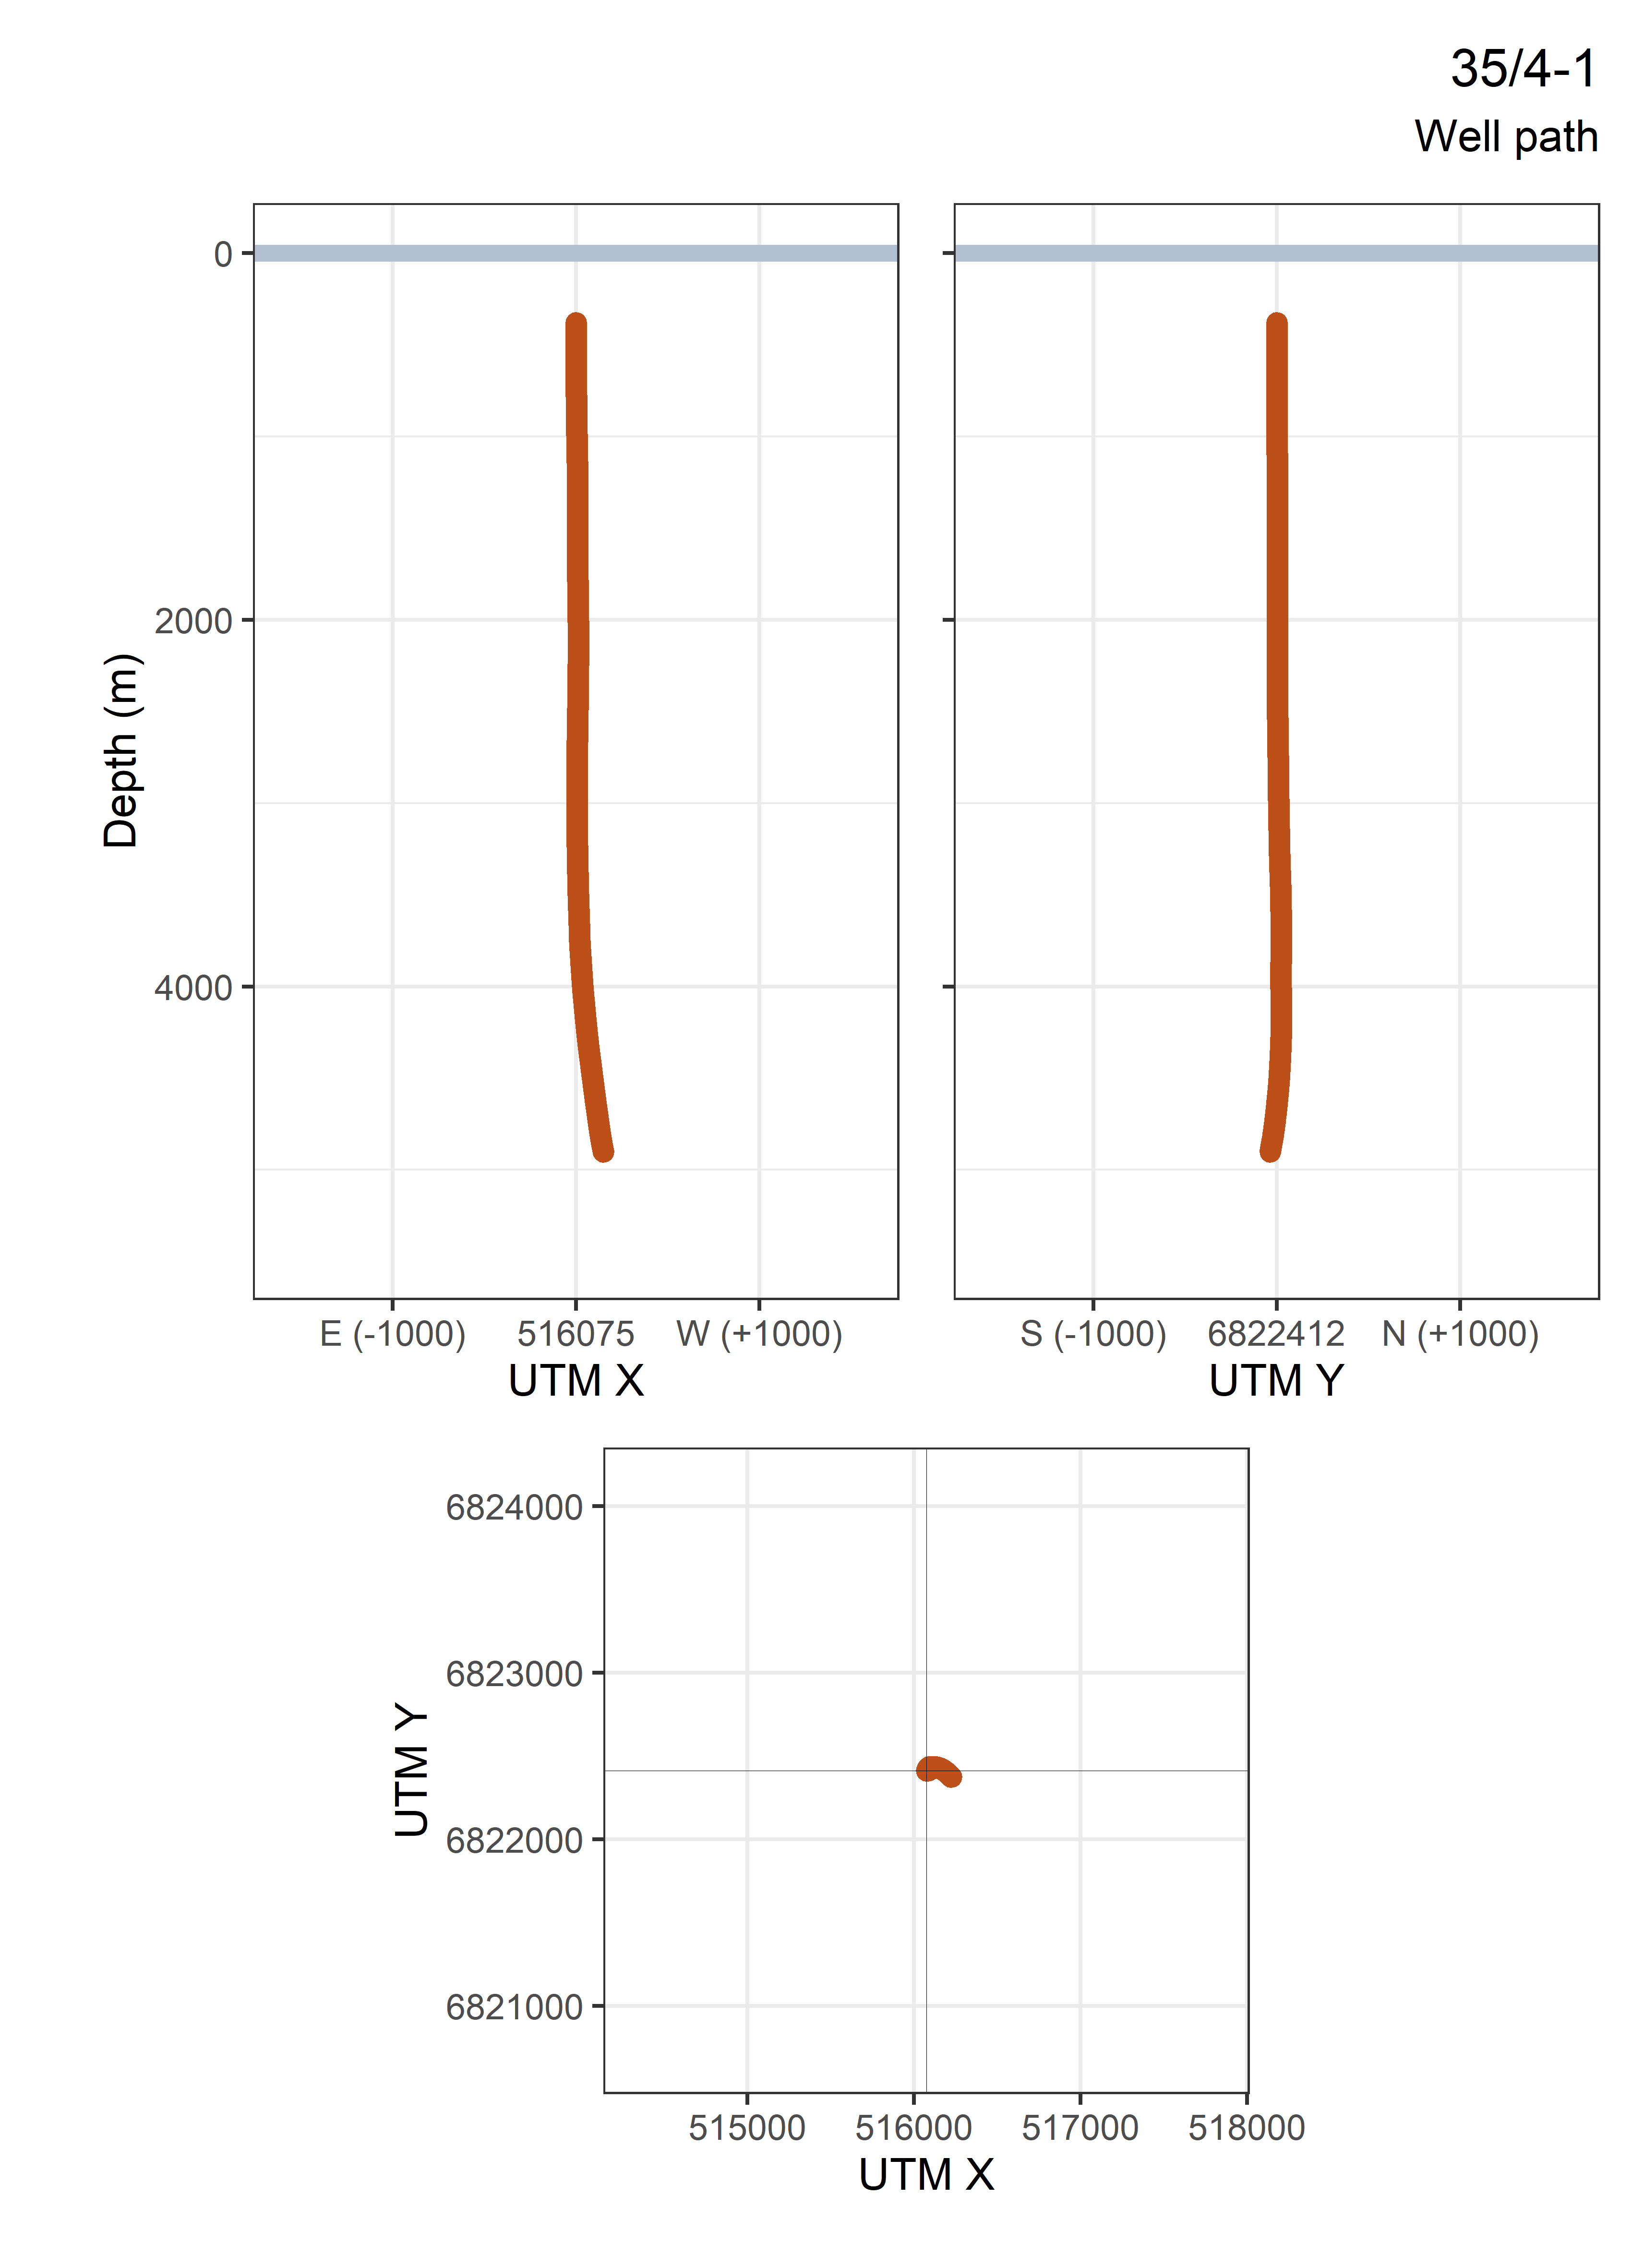 35/4-1
Well path
0
2000
4000
Depth (m)
E (-1000) 516075 W (+1000)
UTM X
S (-1000) 6822412 N (+1000)
UTM Y
6824000
6823000
6822000
6821000
UTM Y
515000 516000 517000 518000
UTM X